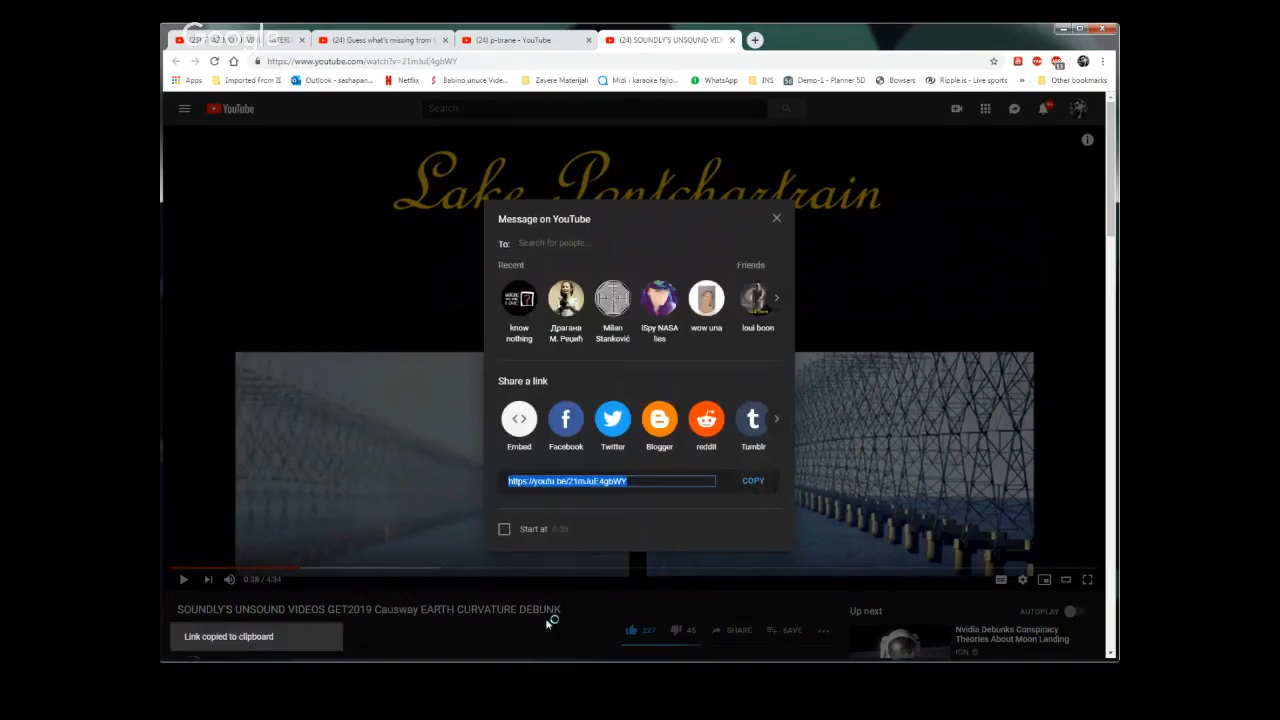 Google
(24) Guess what's missing from t
(24) p-brane - YouTube
(24) SOUNDLY'S UNSOUND VID
https://www.youtube.com/watch?v=21mJuE4gbWY
Apps
Imported From IE
Outlook - sashapan...
Netflix
Babino unuce Vide...
Zavere Materijali
Midi i karaoke fajlo...
WhatsApp
INS
Demo-1 - Planner 5D
Bowsers
Ripple.is - Live sports
»
Other bookmarks
YouTube
Search
Lake Pontchartrain
Message on YouTube
To: Search for people...
Recent
Friends
know nothing
Драгана М. Рецић
Milan Stanković
iSpy NASA lies
wow una
loui boon
Share a link
Embed
Facebook
Twitter
Blogger
reddit
Tumblr
https://youtu.be/21mJuE4gbWY
COPY
Start at 0:38
0:38 / 4:34
SOUNDLY'S UNSOUND VIDEOS GET2019 Causway EARTH CURVATURE DEBUNK
Up next
AUTOPLAY
Link copied to clipboard
227
45
SHARE
SAVE
Nvidia Debunks Conspiracy
Theories About Moon Landing
IGN